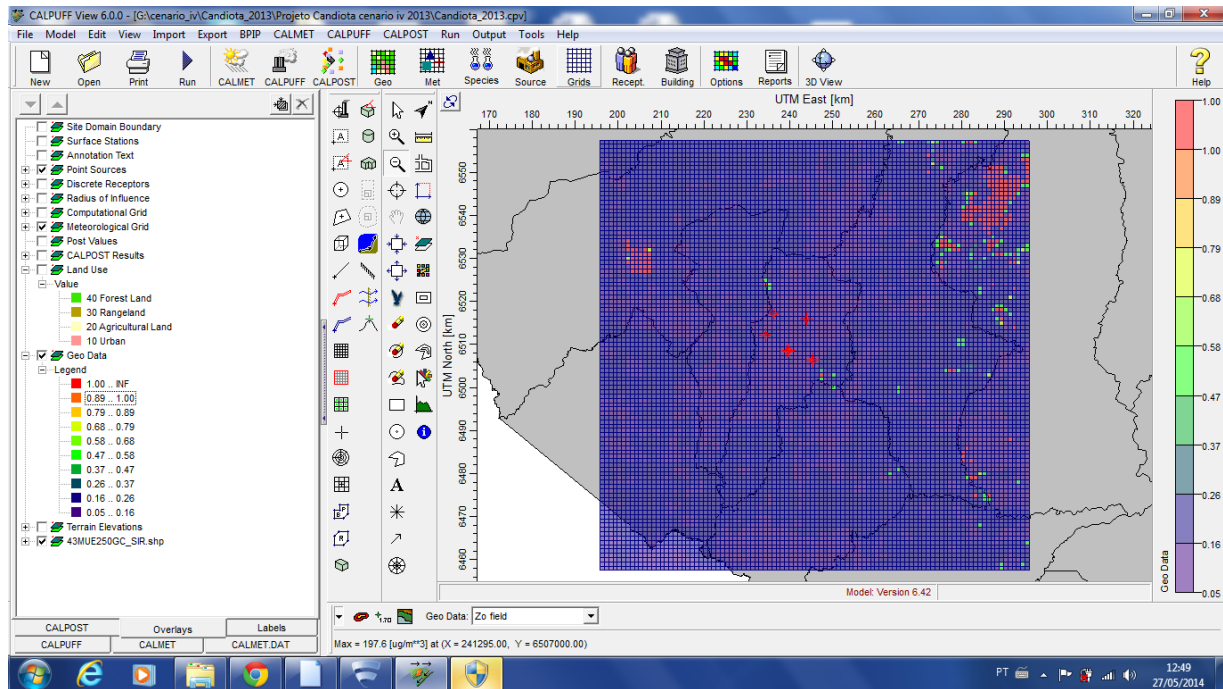 CALPUFF View 6.0.0 - [G:\cenario_iv\Candiota_2013\Projeto Candiota cenario iv 2013\Candiota_2013.cpv]
File Model Edit View Import Export BPIP CALMET CALPUFF CALPOST Run Output Tools Help
New Open Print Run CALMET CALPUFF CALPOST Geo Met Species Source Grids Recept. Building Options Reports 3D View Help
Site Domain Boundary
Surface Stations
Annotation Text
Point Sources
Discrete Receptors
Radius of Influence
Computational Grid
Meteorological Grid
Post Values
CALPOST Results
Land Use
Value
40 Forest Land
30 Rangeland
20 Agricultural Land
10 Urban
Geo Data
Legend
1.00 .. INF
0.89 .. 1.00
0.79 .. 0.89
0.68 .. 0.79
0.58 .. 0.68
0.47 .. 0.58
0.37 .. 0.47
0.26 .. 0.37
0.16 .. 0.26
0.05 .. 0.16
Terrain Elevations
43MUE250GC_SIR.shp
CALPOST Overlays Labels
CALPUFF CALMET CALMET.DAT
UTM East [km]
170 180 190 200 210 220 230 240 250 260 270 280 290 300 310 320
UTM North [km]
6550
6540
6530
6520
6510
6500
6490
6480
6470
6460
1.00
1.00
0.89
0.79
0.68
0.58
0.47
0.37
0.26
0.16
0.05
Geo Data
Model: Version 6.42
Geo Data: Zo field
Max = 197.6 [ug/m**3] at (X = 241295.00, Y = 6507000.00)
PT
12:49
27/05/2014